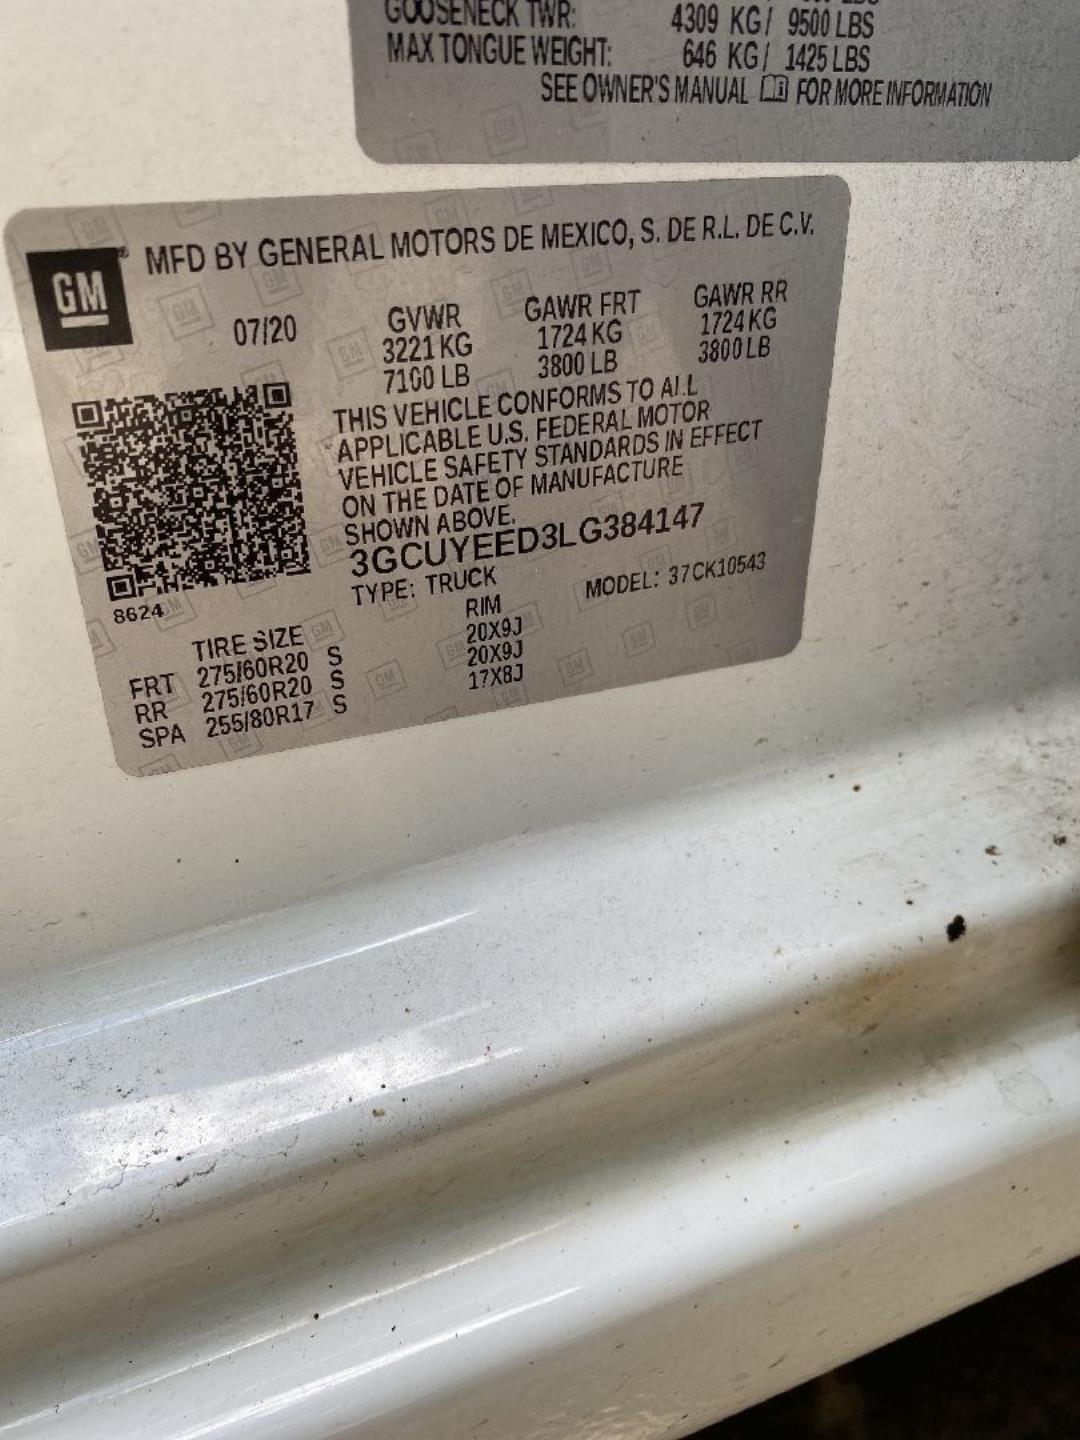 GOOSENECK TWR: 4309 KG/ 9500 LBS
MAX TONGUE WEIGHT: 646 KG/ 1425 LBS
SEE OWNER'S MANUAL FOR MORE INFORMATION
GM
MFD BY GENERAL MOTORS DE MEXICO, S. DE R.L. DE C.V.
07/20 GVWR GAWR FRT GAWR RR
3221 KG 1724 KG 1724 KG
7100 LB 3800 LB 3800 LB
THIS VEHICLE CONFORMS TO ALL
APPLICABLE U.S. FEDERAL MOTOR
VEHICLE SAFETY STANDARDS IN EFFECT
ON THE DATE OF MANUFACTURE
SHOWN ABOVE.
3GCUYEED3LG384147
TYPE: TRUCK MODEL: 37CK10543
8624
TIRE SIZE RIM
FRT 275/60R20 S 20X9J
RR 275/60R20 S 20X9J
SPA 255/80R17 S 17X8J